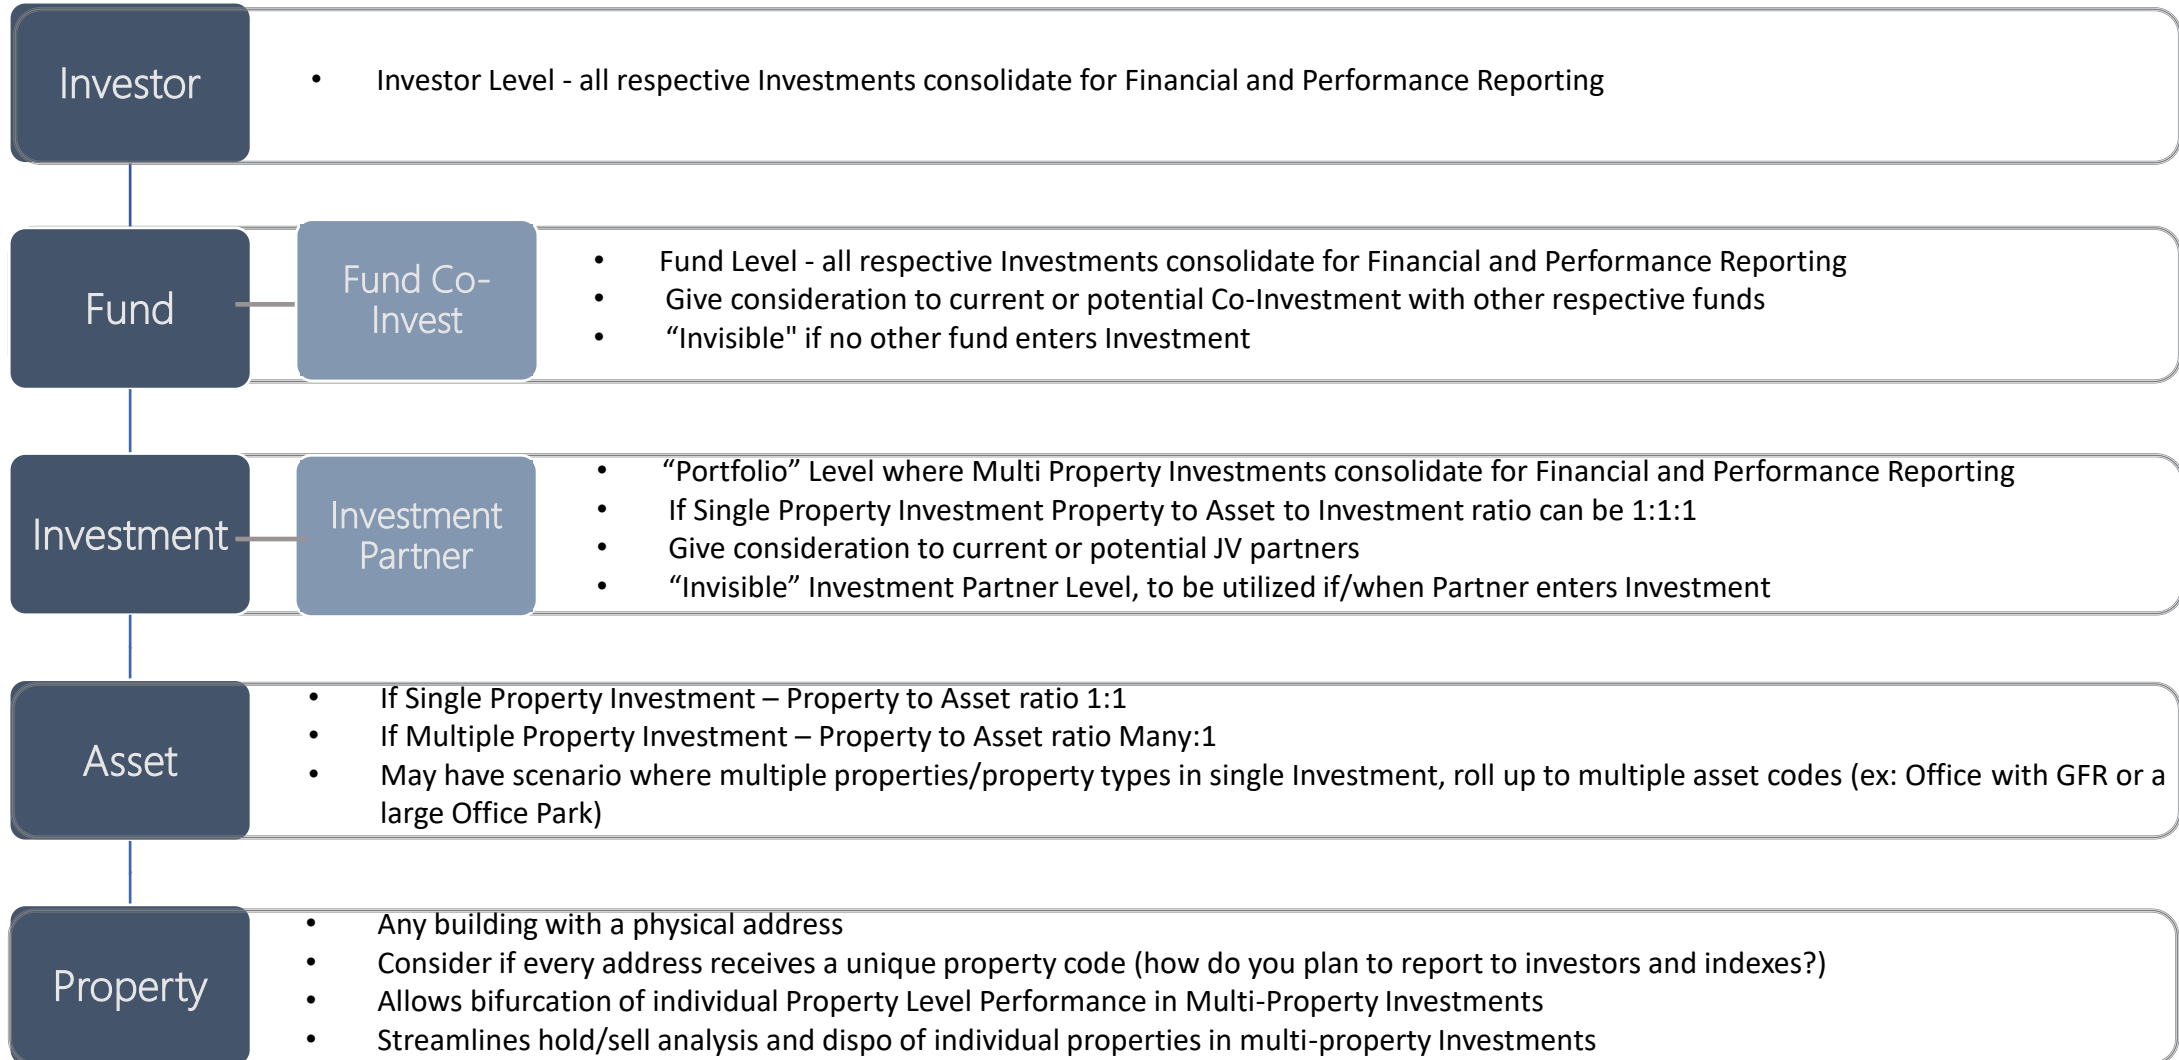 Investor
• Investor Level - all respective Investments consolidate for Financial and Performance Reporting
Fund
Fund Co-
Invest
• Fund Level - all respective Investments consolidate for Financial and Performance Reporting
• Give consideration to current or potential Co-Investment with other respective funds
• “Invisible" if no other fund enters Investment
Investment
Investment
Partner
• “Portfolio” Level where Multi Property Investments consolidate for Financial and Performance Reporting
• If Single Property Investment Property to Asset to Investment ratio can be 1:1:1
• Give consideration to current or potential JV partners
• “Invisible” Investment Partner Level, to be utilized if/when Partner enters Investment
Asset
• If Single Property Investment – Property to Asset ratio 1:1
• If Multiple Property Investment – Property to Asset ratio Many:1
• May have scenario where multiple properties/property types in single Investment, roll up to multiple asset codes (ex: Office with GFR or a
large Office Park)
Property
• Any building with a physical address
• Consider if every address receives a unique property code (how do you plan to report to investors and indexes?)
• Allows bifurcation of individual Property Level Performance in Multi-Property Investments
• Streamlines hold/sell analysis and dispo of individual properties in multi-property Investments